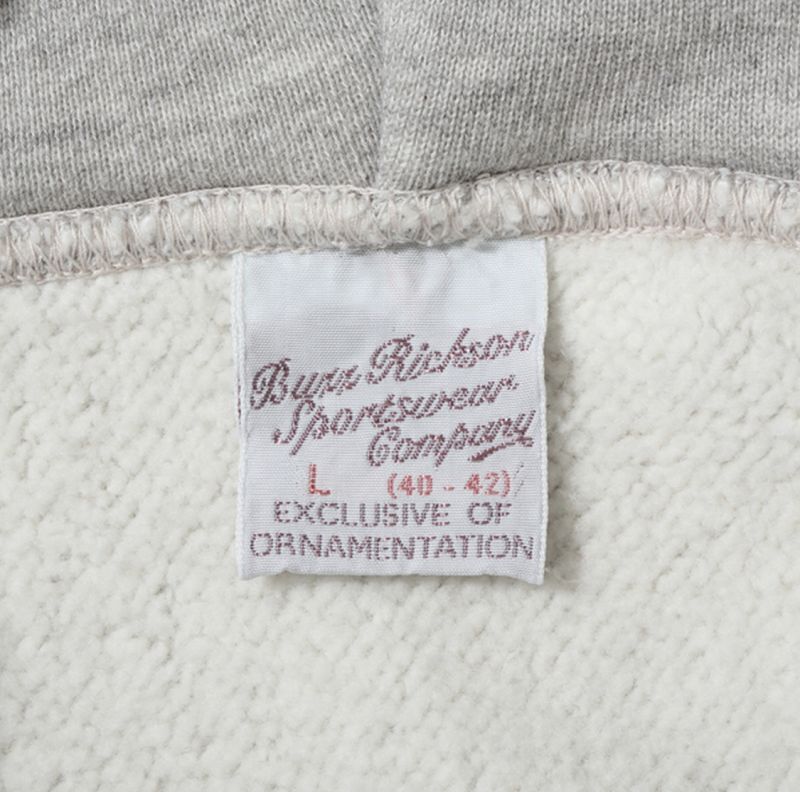 Buzz Rickson
Sportswear
Company
L (40 - 42)
EXCLUSIVE OF
ORNAMENTATION